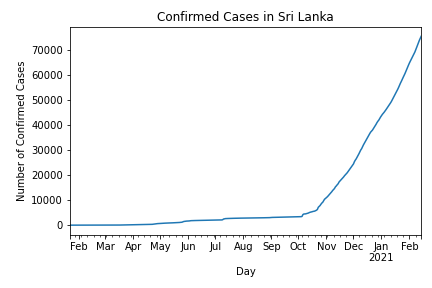 Confirmed Cases in Sri Lanka
Number of Confirmed Cases
70000
60000
50000
40000
30000
20000
10000
0
Feb Mar Apr May Jun Jul Aug Sep Oct Nov Dec Jan Feb
2021
Day